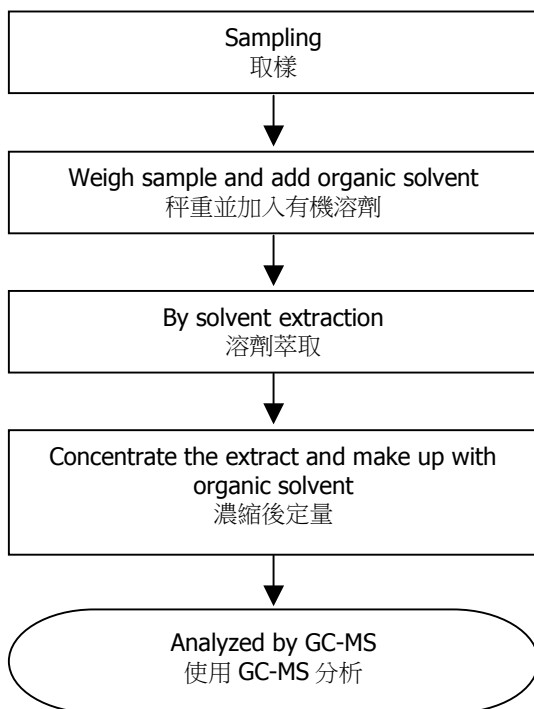 Sampling
取樣
Weigh sample and add organic solvent
秤重並加入有機溶劑
By solvent extraction
溶劑萃取
Concentrate the extract and make up with
organic solvent
濃縮後定量
Analyzed by GC-MS
使用 GC-MS 分析